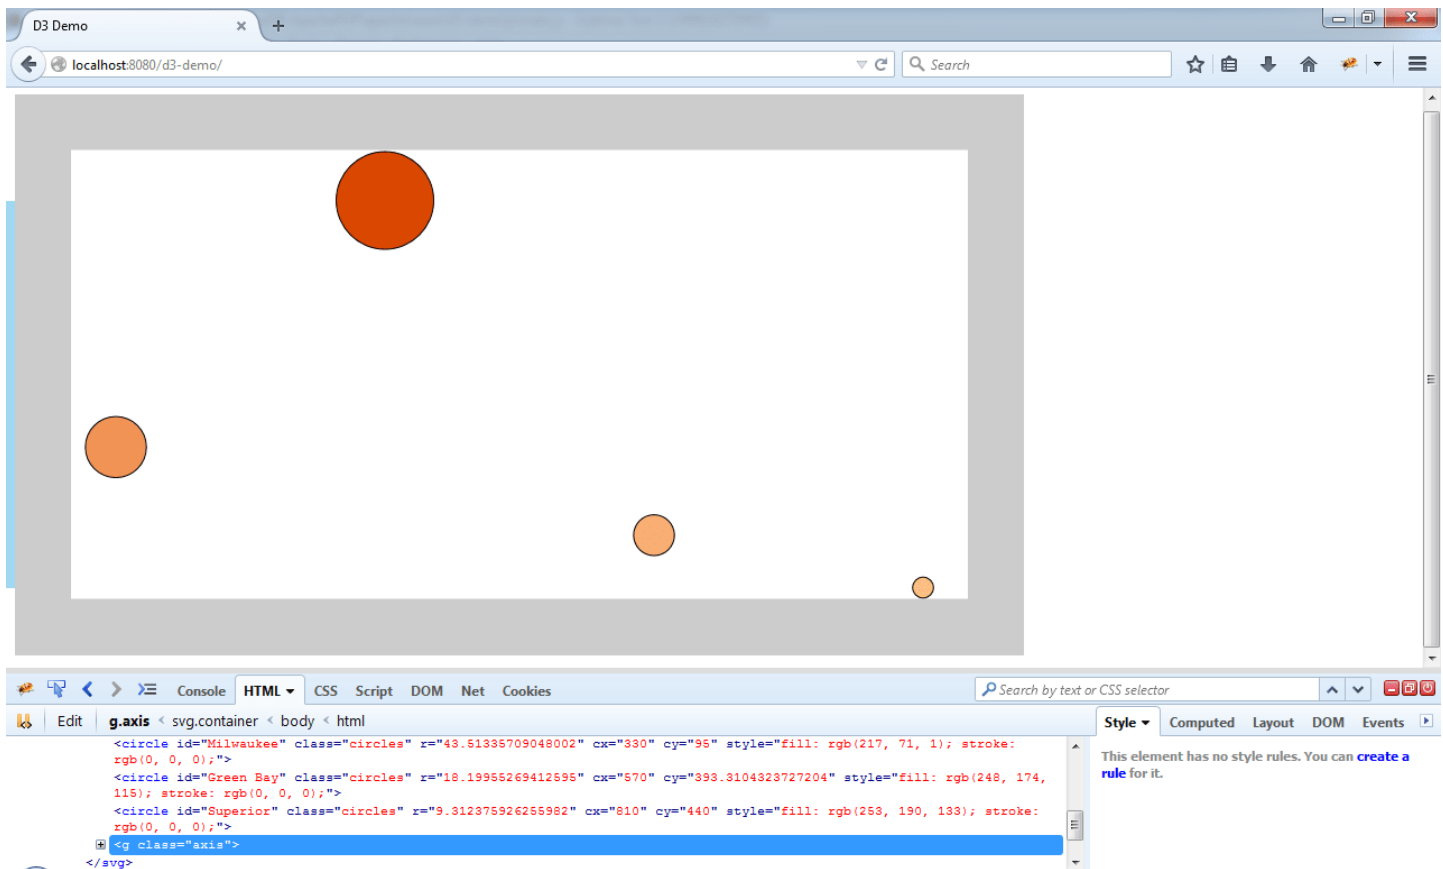 D3 Demo
localhost:8080/d3-demo/
Search
Console HTML CSS Script DOM Net Cookies
Search by text or CSS selector
Edit g.axis < svg.container < body < html
Style Computed Layout DOM Events
<circle id="Milwaukee" class="circles" r="43.51335709048002" cx="330" cy="95" style="fill: rgb(217, 71, 1); stroke:
rgb(0, 0, 0);">
<circle id="Green Bay" class="circles" r="18.19955269412595" cx="570" cy="393.3104323727204" style="fill: rgb(248, 174,
115); stroke: rgb(0, 0, 0);">
<circle id="Superior" class="circles" r="9.312375926255982" cx="810" cy="440" style="fill: rgb(253, 190, 133); stroke:
rgb(0, 0, 0);">
<g class="axis">
</svg>
This element has no style rules. You can create a
rule for it.